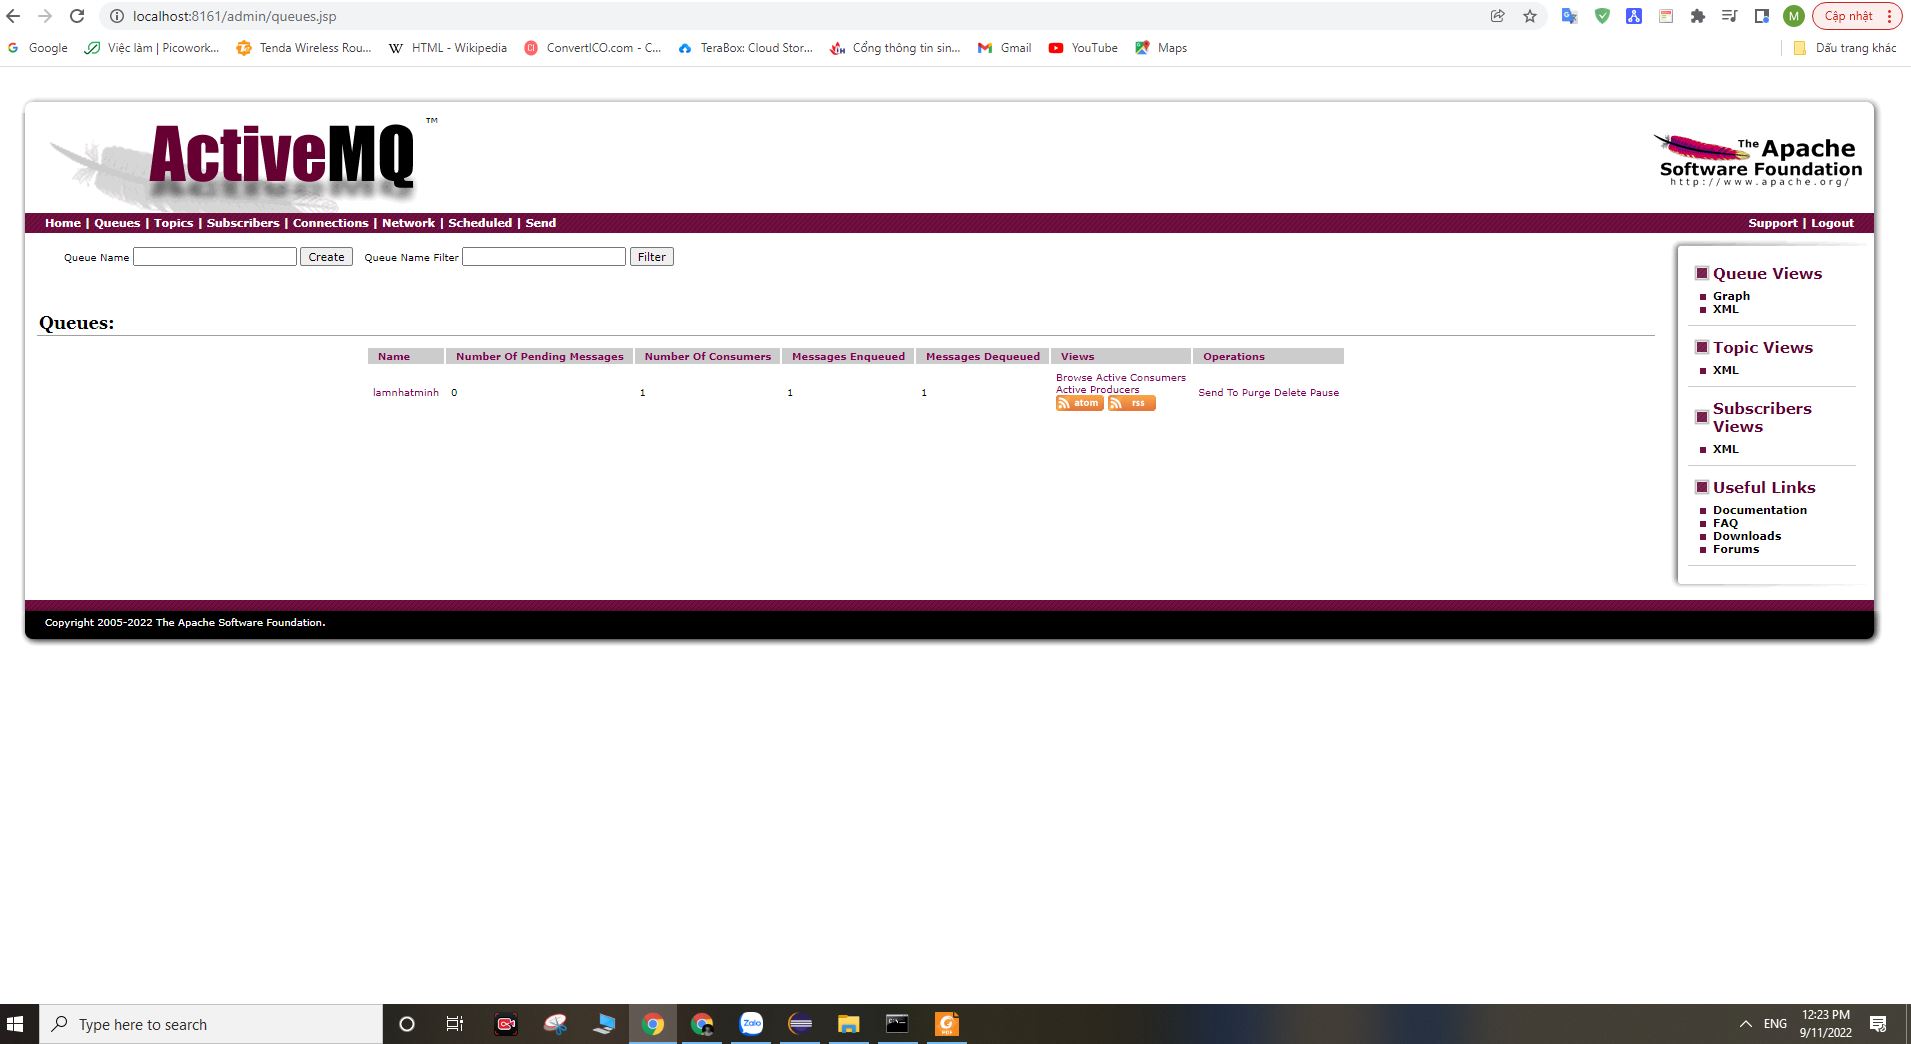 localhost:8161/admin/queues.jsp
M
Cập nhật
Google
Việc làm | Picowork...
Tenda Wireless Rou...
W
HTML - Wikipedia
CI
ConvertICO.com - C...
TeraBox: Cloud Stor...
Cổng thông tin sin...
Gmail
YouTube
Maps
Dấu trang khác
ActiveMQ ™
The Apache
Software Foundation
http://www.apache.org/
Home | Queues | Topics | Subscribers | Connections | Network | Scheduled | Send
Support | Logout
Queue Name
Create
Queue Name Filter
Filter
Queues:
Name Number Of Pending Messages Number Of Consumers Messages Enqueued Messages Dequeued Views Operations
lamnhatminh 0 1 1 1
Browse Active Consumers
Active Producers
atom rss
Send To Purge Delete Pause
Queue Views
Graph
XML
Topic Views
XML
Subscribers
Views
XML
Useful Links
Documentation
FAQ
Downloads
Forums
Copyright 2005-2022 The Apache Software Foundation.
Type here to search
Zalo
PDF
ENG
12:23 PM
9/11/2022